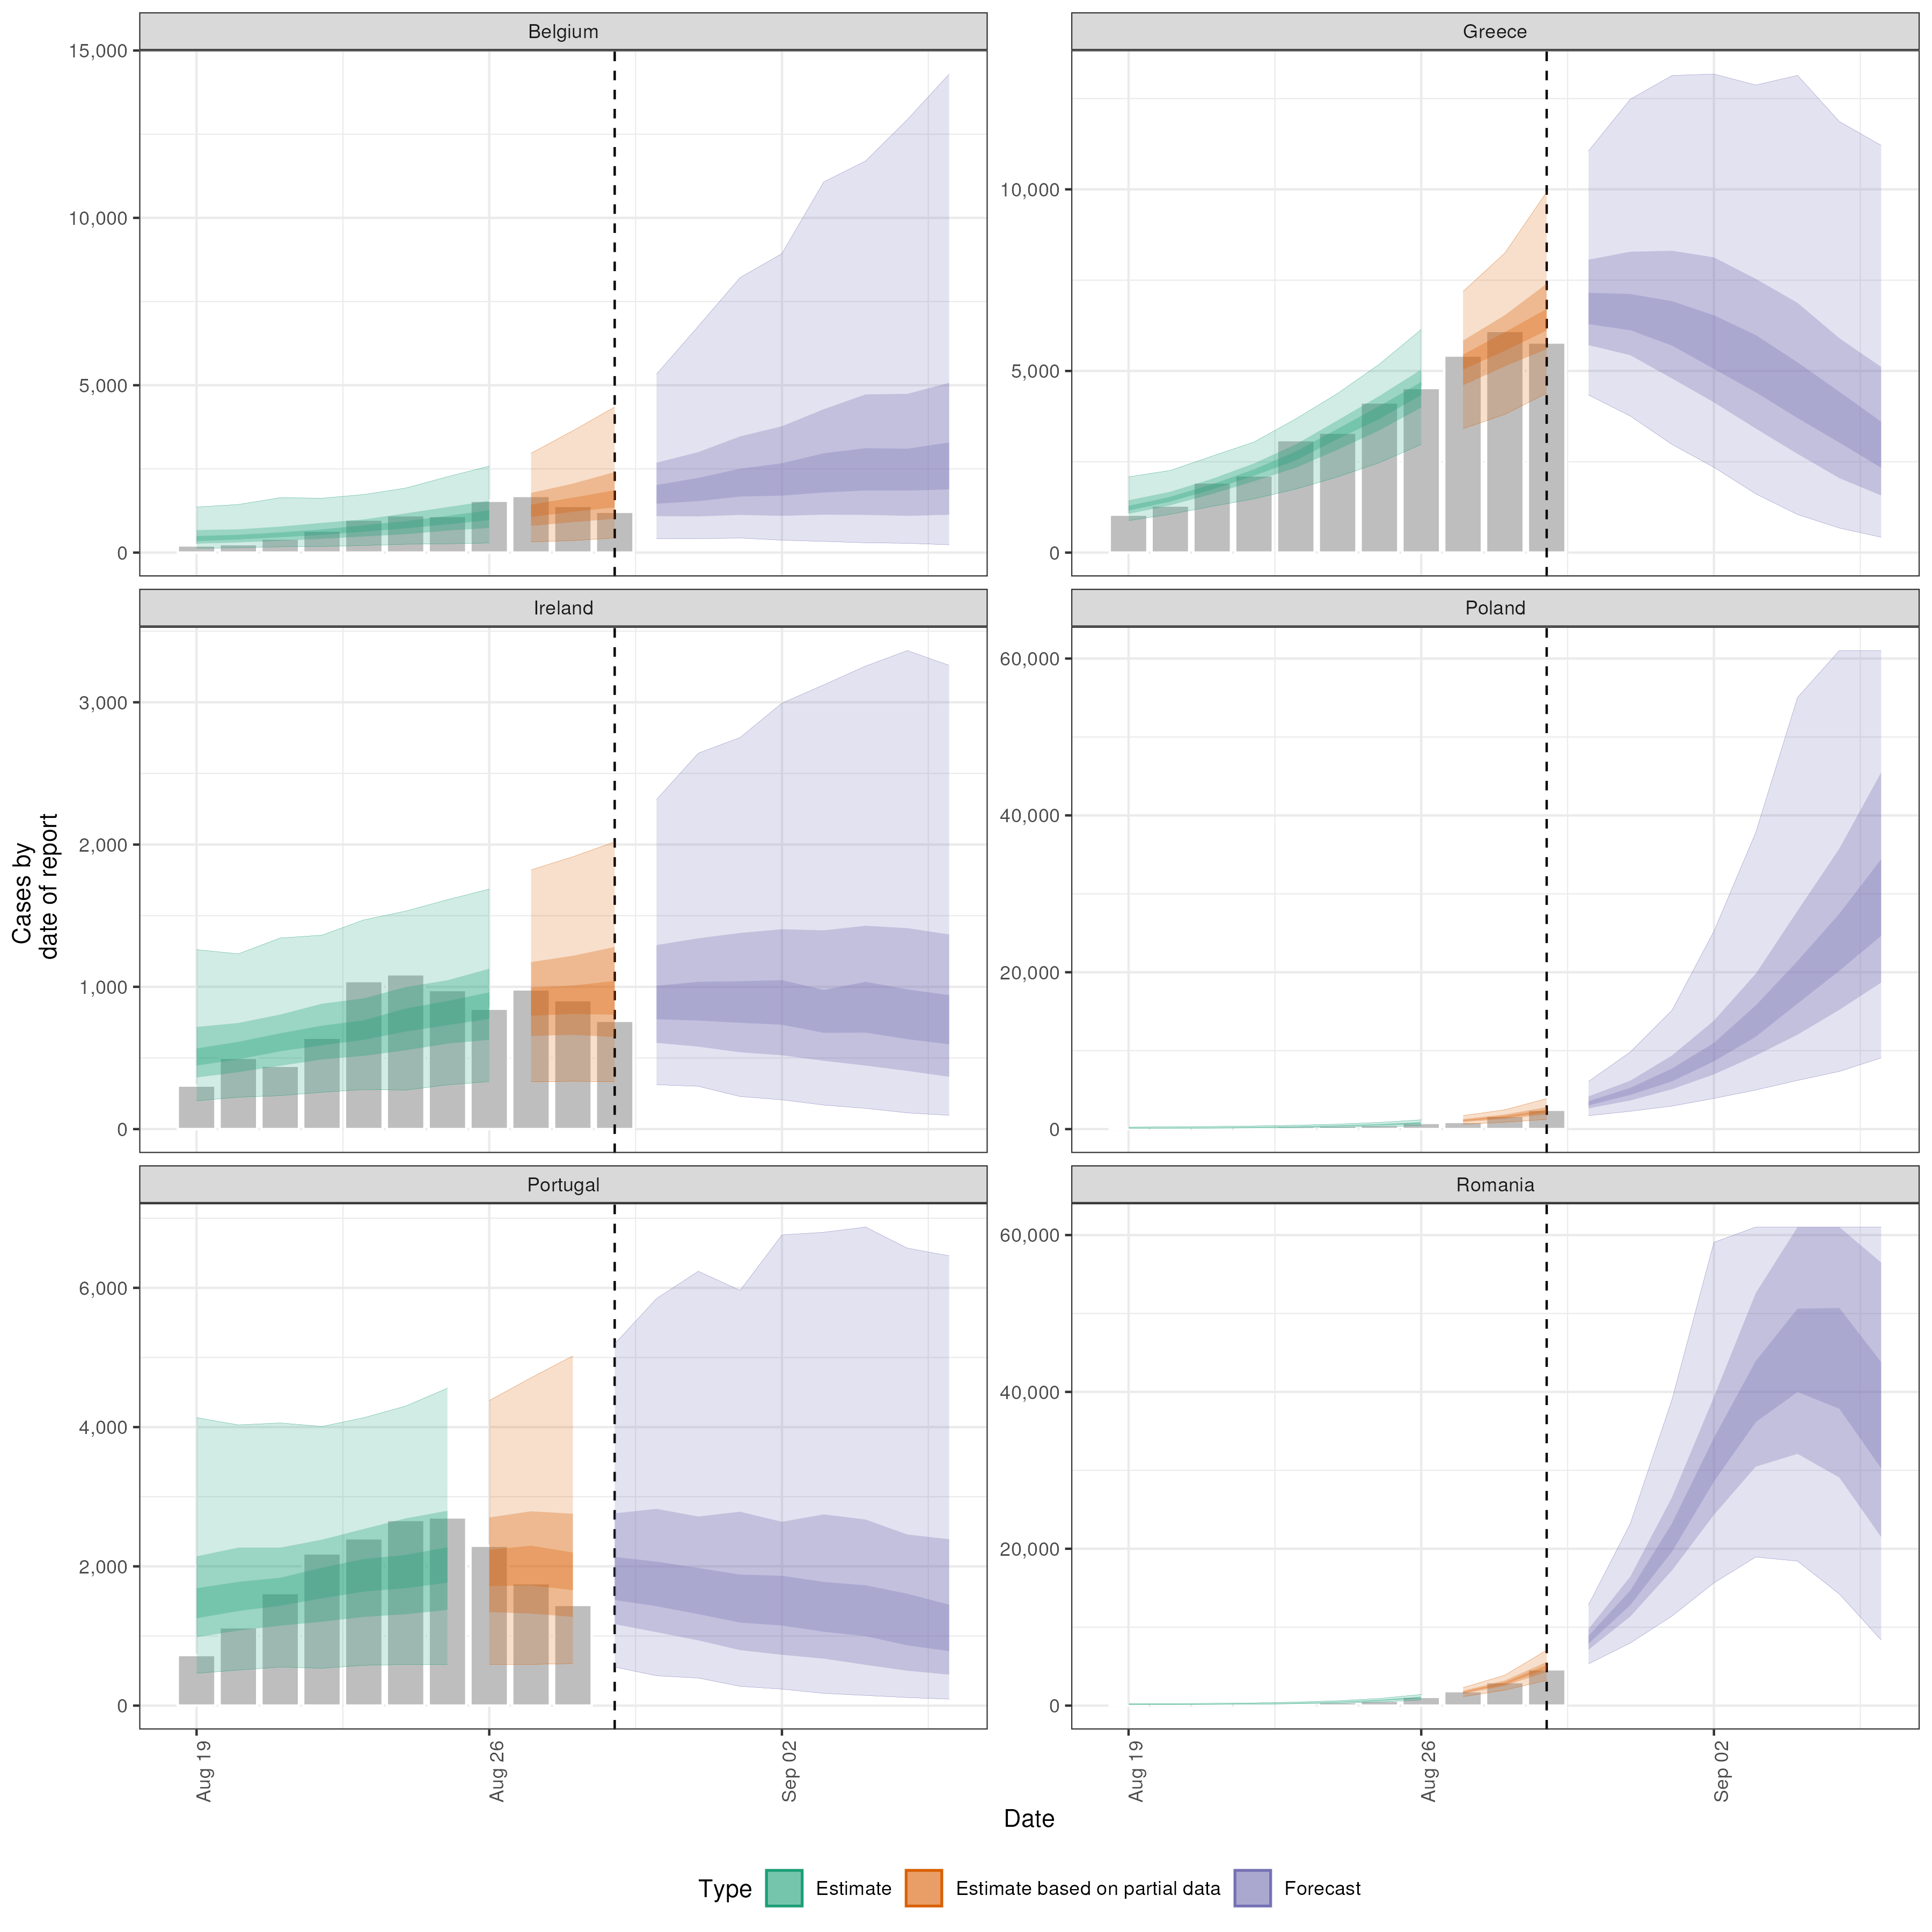 Belgium
Greece
15,000
10,000
5,000
0
10,000
5,000
0
Ireland
Poland
3,000
2,000
1,000
0
60,000
40,000
20,000
0
Portugal
Romania
6,000
4,000
2,000
0
60,000
40,000
20,000
0
Cases by
date of report
Aug 19
Aug 26
Sep 02
Aug 19
Aug 26
Sep 02
Date
Type
Estimate
Estimate based on partial data
Forecast